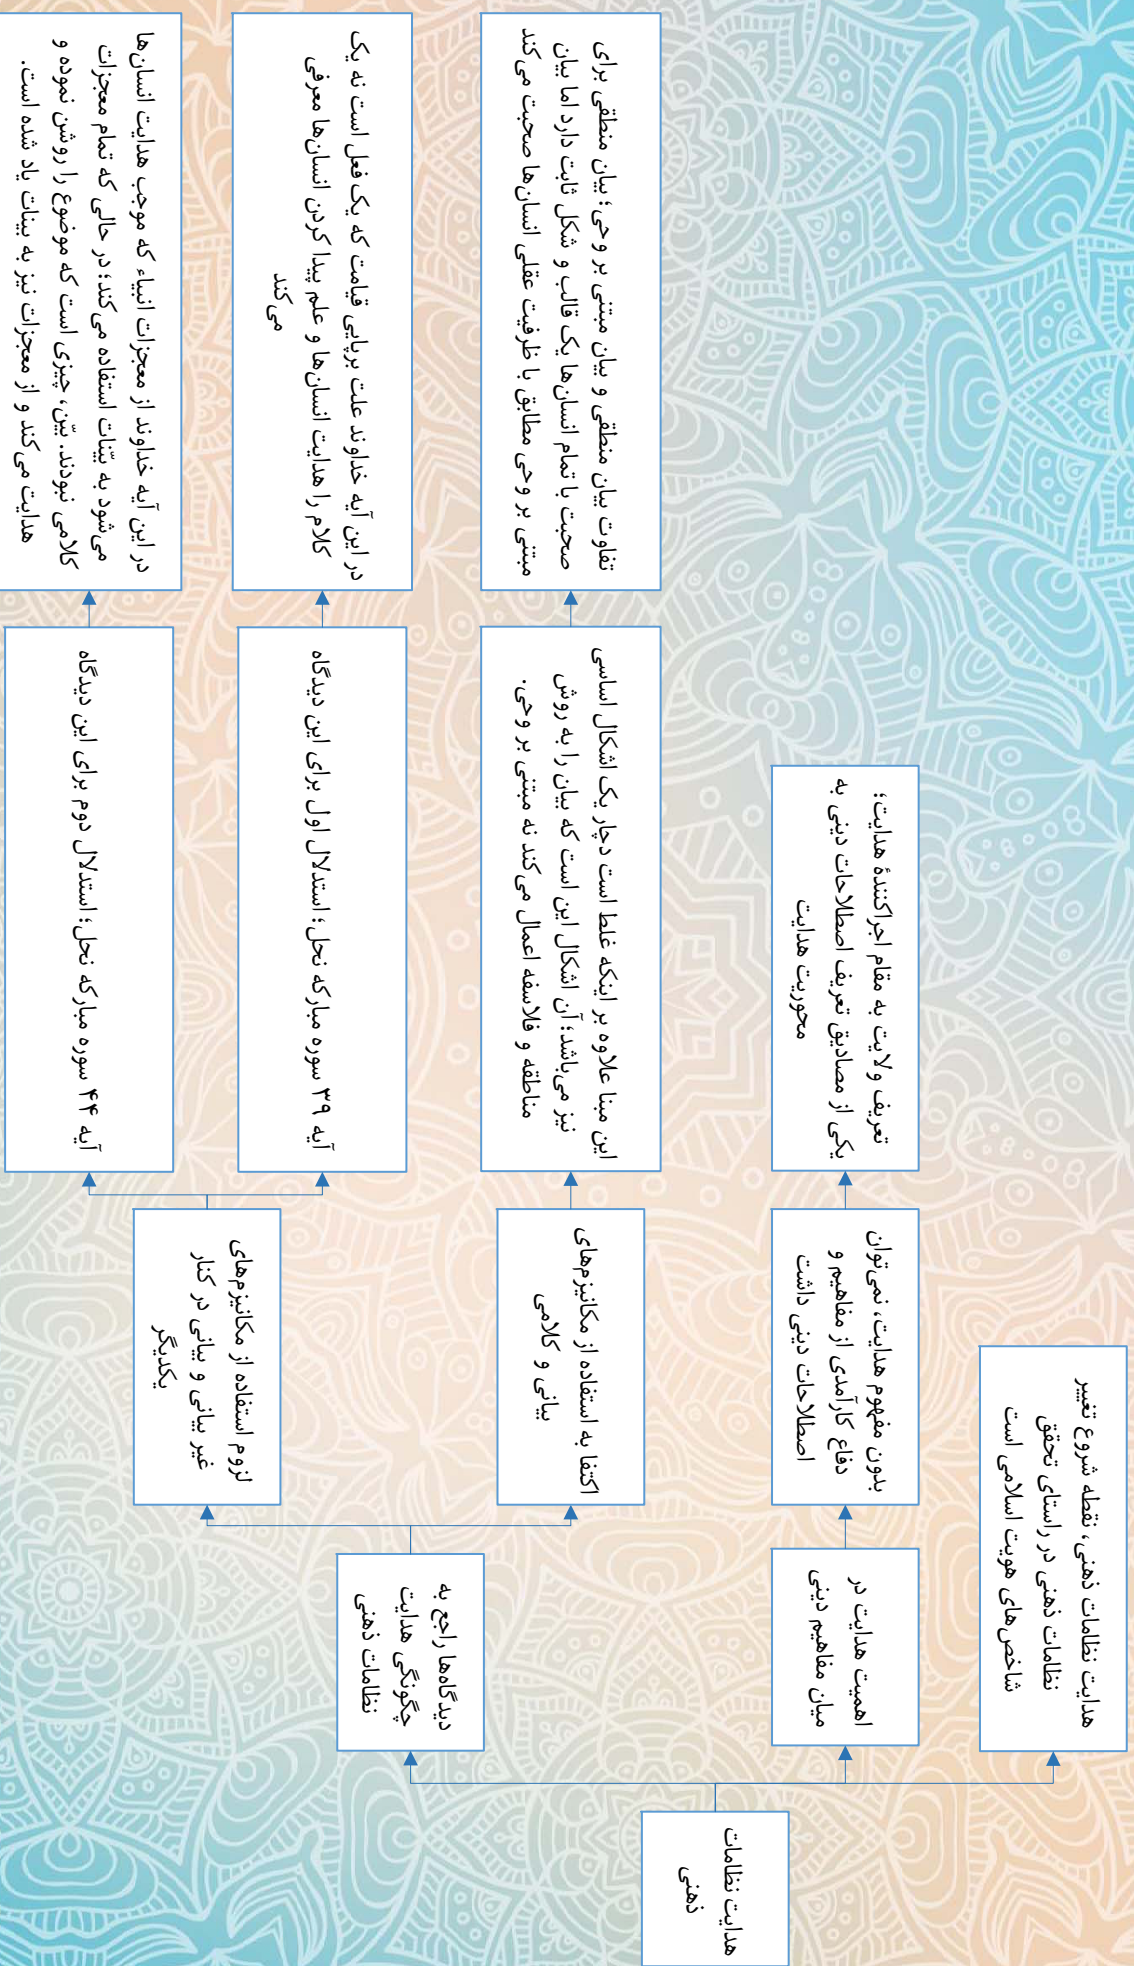 هدایت نظامات
ذهنی
هدایت نظامات ذهنی، نقطه شروع تغییر
نظامات ذهنی در راستای تحقق
شاخص‌های هویت اسلامی است
اهمیت هدایت در
میان مفاهیم دینی
بدون مفهوم هدایت، نمی‌توان
دفاع کارآمدی از مفاهیم و
اصطلاحات دینی داشت
تعریف ولایت به مقام اجراکنندهٔ هدایت؛
یکی از مصادیق تعریف اصطلاحات دینی به
محوریت هدایت
دیدگاه‌ها راجع به
چگونگی هدایت
نظامات ذهنی
اکتفا به استفاده از مکانیزم‌های
بیانی و کلامی
این مبنا علاوه بر اینکه غلط است دچار یک اشکال اساسی
نیز می‌باشد؛ آن اشکال این است که بیان را به روش
مناطقه و فلاسفه اعمال می‌کند نه مبتنی بر وحی.
تفاوت بیان منطقی و بیان مبتنی بر وحی؛ بیان منطقی برای
صحبت با تمام انسان‌ها یک قالب و شکل ثابت دارد اما بیان
مبتنی بر وحی مطابق با ظرفیت عقلی انسان‌ها صحبت می‌کند
لزوم استفاده از مکانیزم‌های
غیر بیانی و بیانی در کنار
یکدیگر
آیه ۳۹ سوره مبارکه نحل؛ استدلال اول برای این دیدگاه
در این آیه خداوند علت برپایی قیامت که یک فعل است نه یک
کلام را هدایت انسان‌ها و علم پیدا کردن انسان‌ها معرفی
می‌کند
آیه ۴۴ سوره مبارکه نحل؛ استدلال دوم برای این دیدگاه
در این آیه خداوند از معجزات انبیاء که موجب هدایت انسان‌ها
می‌شود به بیّنات استفاده می‌کند؛ در حالی که تمام معجزات
کلامی نبودند. بیّن، چیزی است که موضوع را روشن نموده و
هدایت می‌کند و از معجزات نیز به بینات یاد شده است.